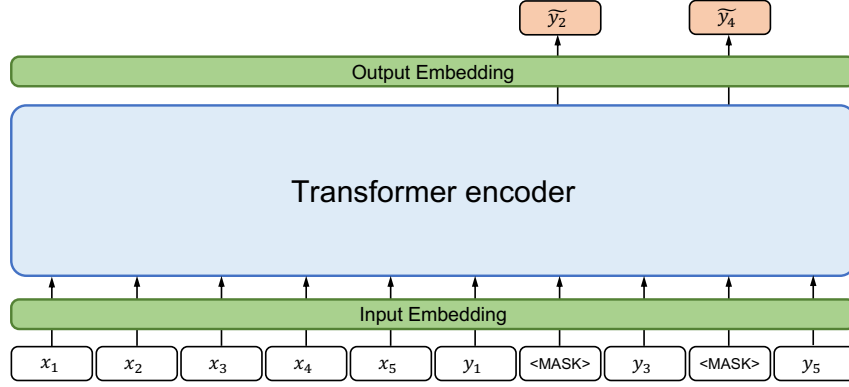 ỹ₂ ỹ₄
Output Embedding
Transformer encoder
Input Embedding
x₁ x₂ x₃ x₄ x₅ y₁ <MASK> y₃ <MASK> y₅